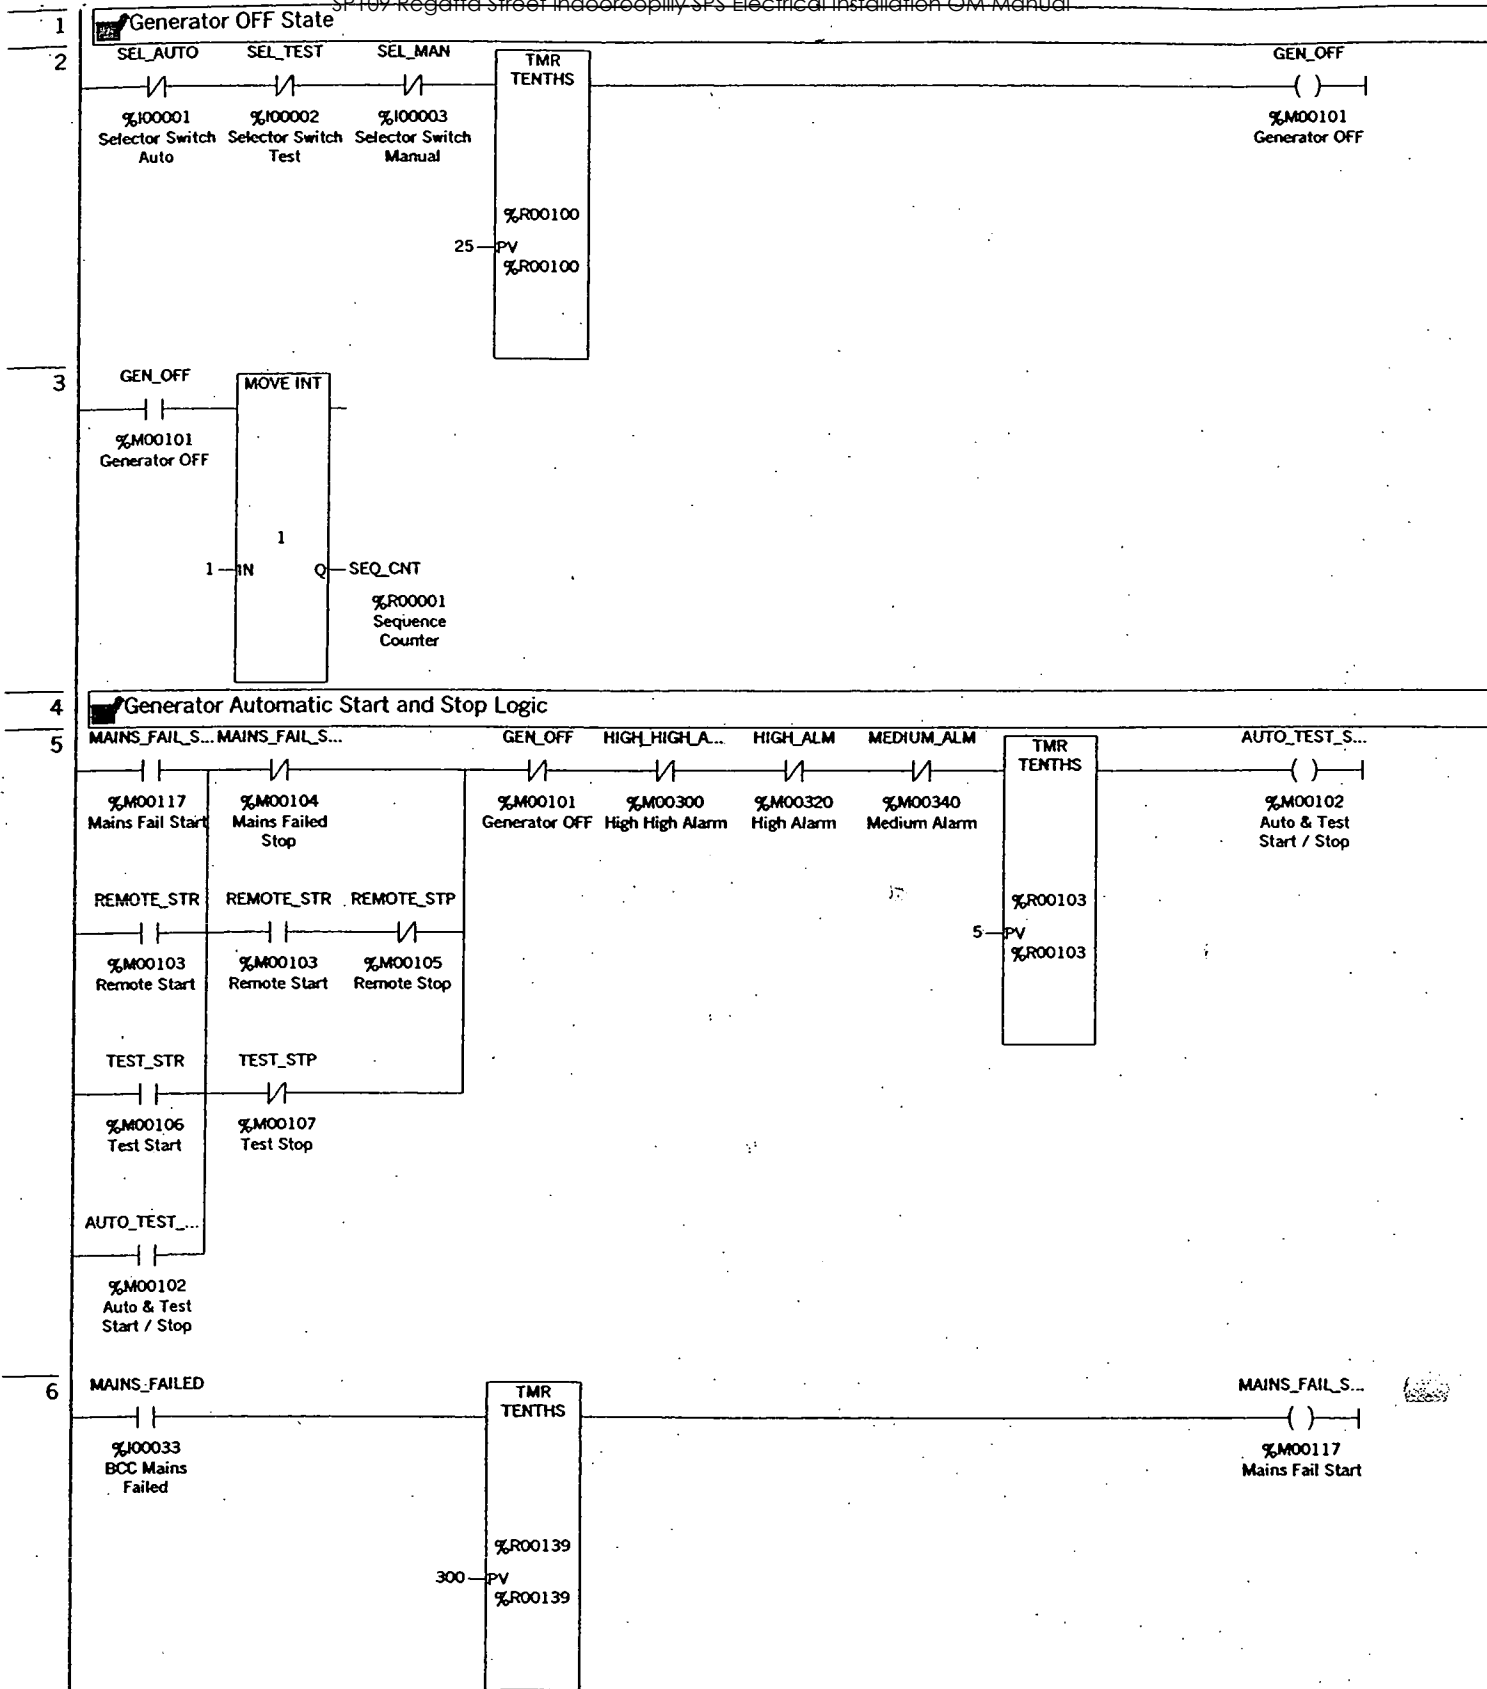 SP109 Regatta Street Indooroopilly SPS Electrical Installation OM Manual
1 Generator OFF State
2
SEL_AUTO SEL_TEST SEL_MAN TMR GEN_OFF
TENTHS
%I00001 %I00002 %I00003 %M00101
Selector Switch Selector Switch Selector Switch Generator OFF
Auto Test Manual
%R00100
25 PV
%R00100
3
GEN_OFF MOVE INT
%M00101
Generator OFF
1
1 IN Q SEQ_CNT
%R00001
Sequence
Counter
4 Generator Automatic Start and Stop Logic
5
MAINS_FAIL_S... MAINS_FAIL_S... GEN_OFF HIGH_HIGH_A... HIGH_ALM MEDIUM_ALM TMR AUTO_TEST_S...
TENTHS
%M00117 %M00104 %M00101 %M00300 %M00320 %M00340 %M00102
Mains Fail Start Mains Failed Generator OFF High High Alarm High Alarm Medium Alarm Auto & Test
Stop Start / Stop
REMOTE_STR REMOTE_STR REMOTE_STP %R00103
5 PV
%M00103 %M00103 %M00105 %R00103
Remote Start Remote Start Remote Stop
TEST_STR TEST_STP
%M00106 %M00107
Test Start Test Stop
AUTO_TEST_...
%M00102
Auto & Test
Start / Stop
6
MAINS_FAILED TMR MAINS_FAIL_S...
TENTHS
%I00033 %M00117
BCC Mains Mains Fail Start
Failed
%R00139
300 PV
%R00139